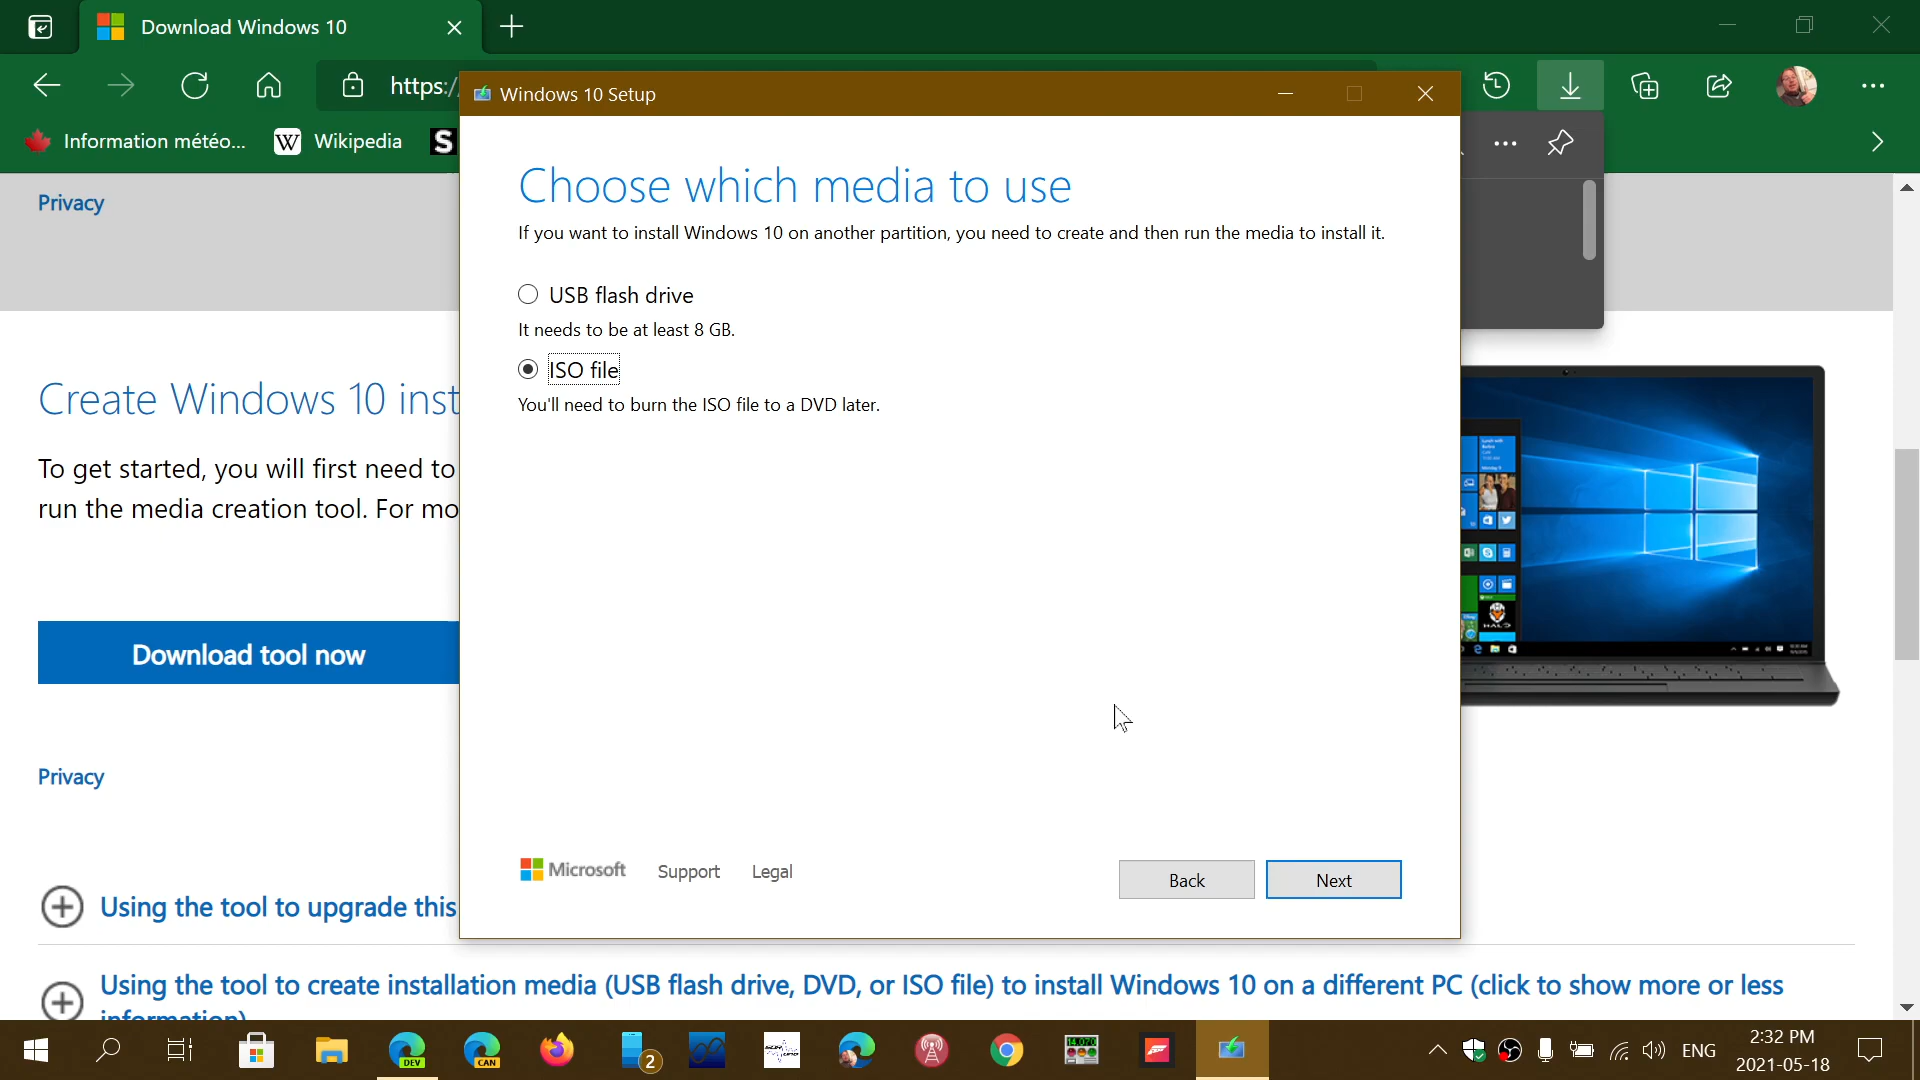 Download Windows 10
https:/
Information météo...
Wikipedia
S
Windows 10 Setup
Privacy
Choose which media to use
If you want to install Windows 10 on another partition, you need to create and then run the media to install it.
USB flash drive
It needs to be at least 8 GB.
ISO file
You'll need to burn the ISO file to a DVD later.
Create Windows 10 inst
To get started, you will first need to
run the media creation tool. For mo
Download tool now
Privacy
Microsoft
Support
Legal
Back
Next
Using the tool to upgrade this
Using the tool to create installation media (USB flash drive, DVD, or ISO file) to install Windows 10 on a different PC (click to show more or less
information)
DEV
CAN
2
14.070
ENG
2:32 PM
2021-05-18